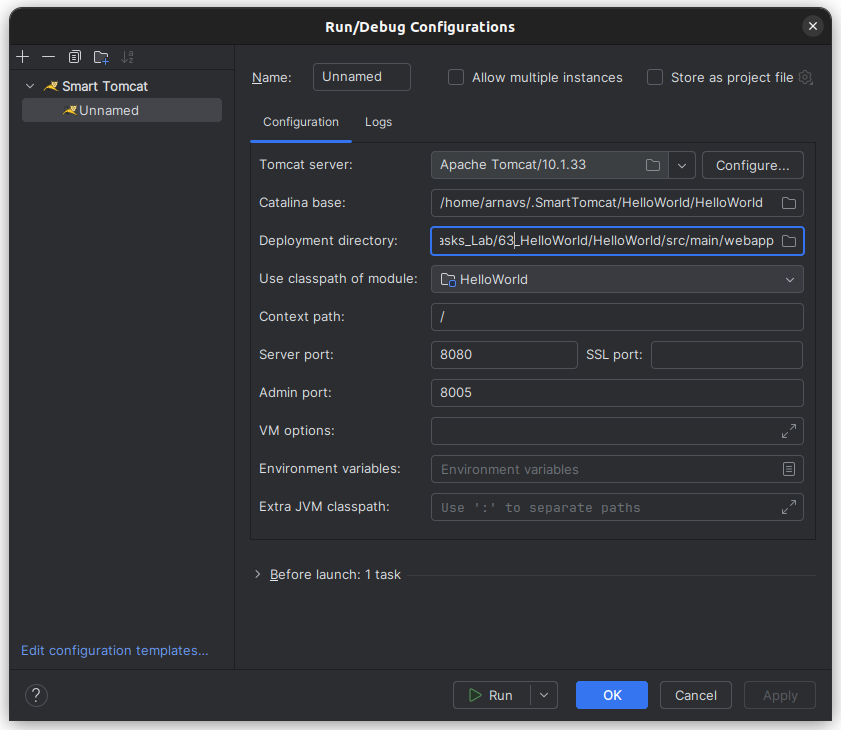 Run/Debug Configurations
Smart Tomcat
Unnamed
Name: Unnamed Allow multiple instances Store as project file
Configuration Logs
Tomcat server: Apache Tomcat/10.1.33 Configure...
Catalina base: /home/arnavs/.SmartTomcat/HelloWorld/HelloWorld
Deployment directory: asks_Lab/63_HelloWorld/HelloWorld/src/main/webapp
Use classpath of module: HelloWorld
Context path: /
Server port: 8080 SSL port:
Admin port: 8005
VM options:
Environment variables: Environment variables
Extra JVM classpath: Use ':' to separate paths
Before launch: 1 task
Edit configuration templates...
? Run OK Cancel Apply